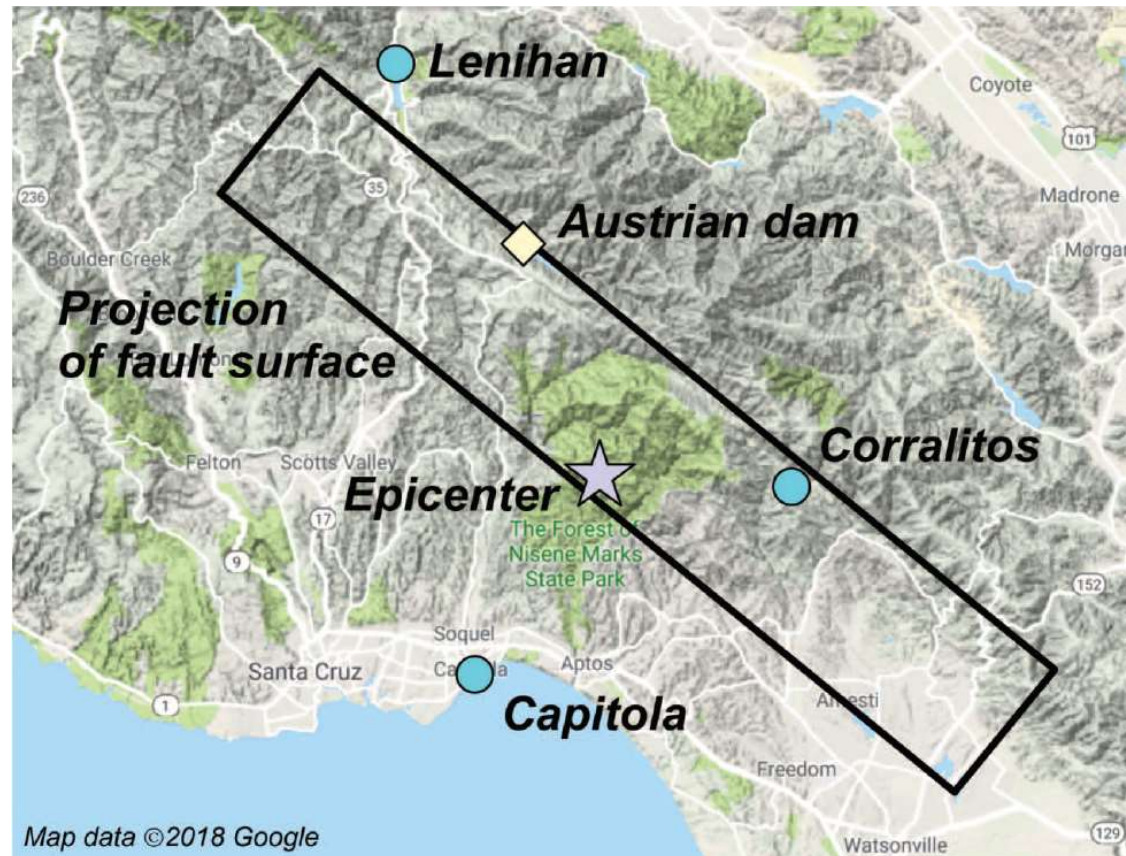 Lenihan
Coyote
101
Madrone
236
35
Austrian dam
Morgan
Boulder Creek
Projection
of fault surface
Corralitos
Felton
Scotts Valley
Epicenter
17
The Forest of
Nisene Marks
State Park
9
152
Soquel
Santa Cruz
Aptos
1
Capitola
Amesti
Freedom
Map data ©2018 Google
Watsonville
129